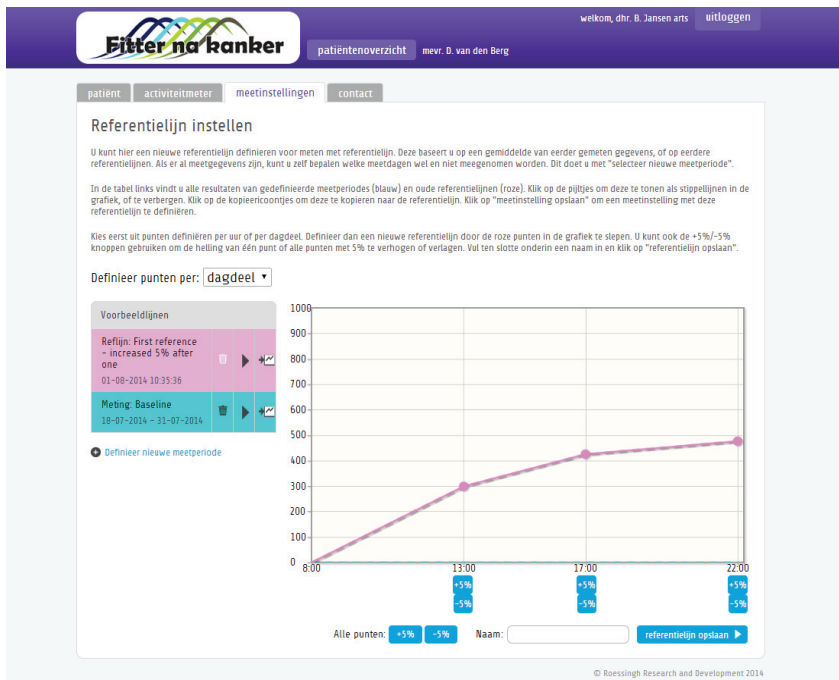 welkom, dhr. B. Jansen arts uitloggen
Fitter na kanker
patiëntenoverzicht mevr. D. van den Berg
patiënt activiteitmeter meetinstellingen contact
Referentielijn instellen
U kunt hier een nieuwe referentielijn definieren voor meten met referentielijn. Deze baseert u op een gemiddelde van eerder gemeten gegevens, of op eerdere
referentielijnen. Als er al meetgegevens zijn, kunt u zelf bepalen welke meetdagen wel en niet meegenomen worden. Dit doet u met "selecteer nieuwe meetperiode".
In de tabel links vindt u alle resultaten van gedefinieerde meetperiodes (blauw) en oude referentielijnen (roze). Klik op de pijltjes om deze te tonen als stippellijnen in de
grafiek, of te verbergen. Klik op de kopieericoontjes om deze te kopieren naar de referentielijn. Klik op "meetinstelling opslaan" om een meetinstelling met deze
referentielijn te definiëren.
Kies eerst uit punten definiëren per uur of per dagdeel. Definieer dan een nieuwe referentielijn door de roze punten in de grafiek te slepen. U kunt ook de +5%/-5%
knoppen gebruiken om de helling van één punt of alle punten met 5% te verhogen of verlagen. Vul ten slotte onderin een naam in en klik op "referentielijn opslaan".
Definieer punten per: dagdeel
Voorbeeldlijnen
Reflijn: First reference
- increased 5% after
one
01-08-2014 10:35:36
Meting: Baseline
18-07-2014 - 31-07-2014
Definieer nieuwe meetperiode
1000
900
800
700
600
500
400
300
200
100
0
8:00 13:00 17:00 22:00
+5% +5% +5%
-5% -5% -5%
Alle punten: +5% -5% Naam: referentielijn opslaan
© Roessingh Research and Development 2014